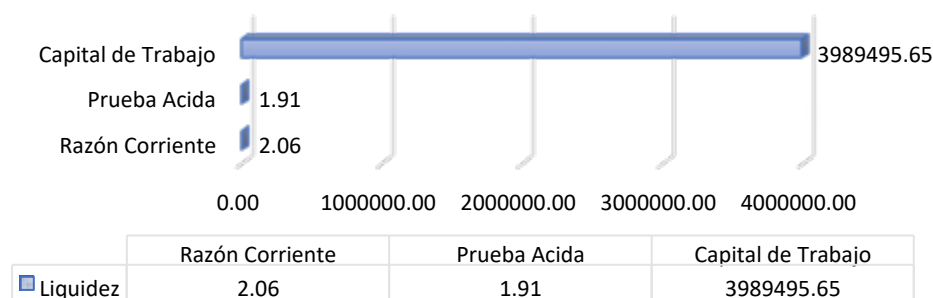 Capital de Trabajo 3989495.65
Prueba Acida 1.91
Razón Corriente 2.06
0.00 1000000.00 2000000.00 3000000.00 4000000.00
Razón Corriente Prueba Acida Capital de Trabajo
Liquidez 2.06 1.91 3989495.65